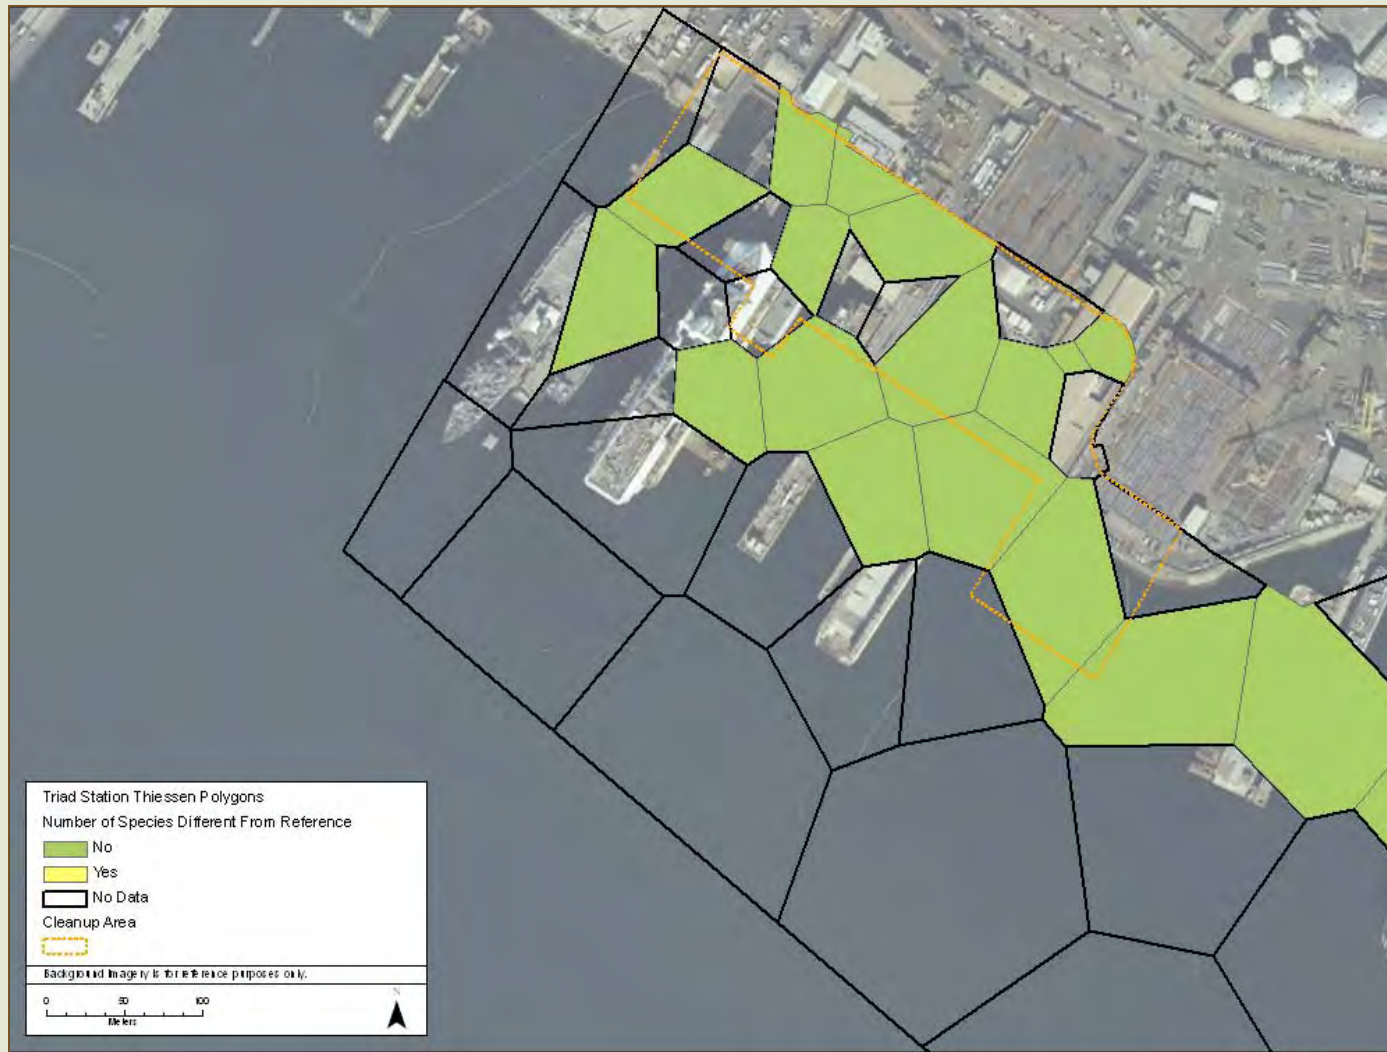 Triad Station Thiessen Polygons
Number of Species Different From Reference
No
Yes
No Data
Cleanup Area
Background Imagery is for reference purposes only.
N
0 50 100
Meters